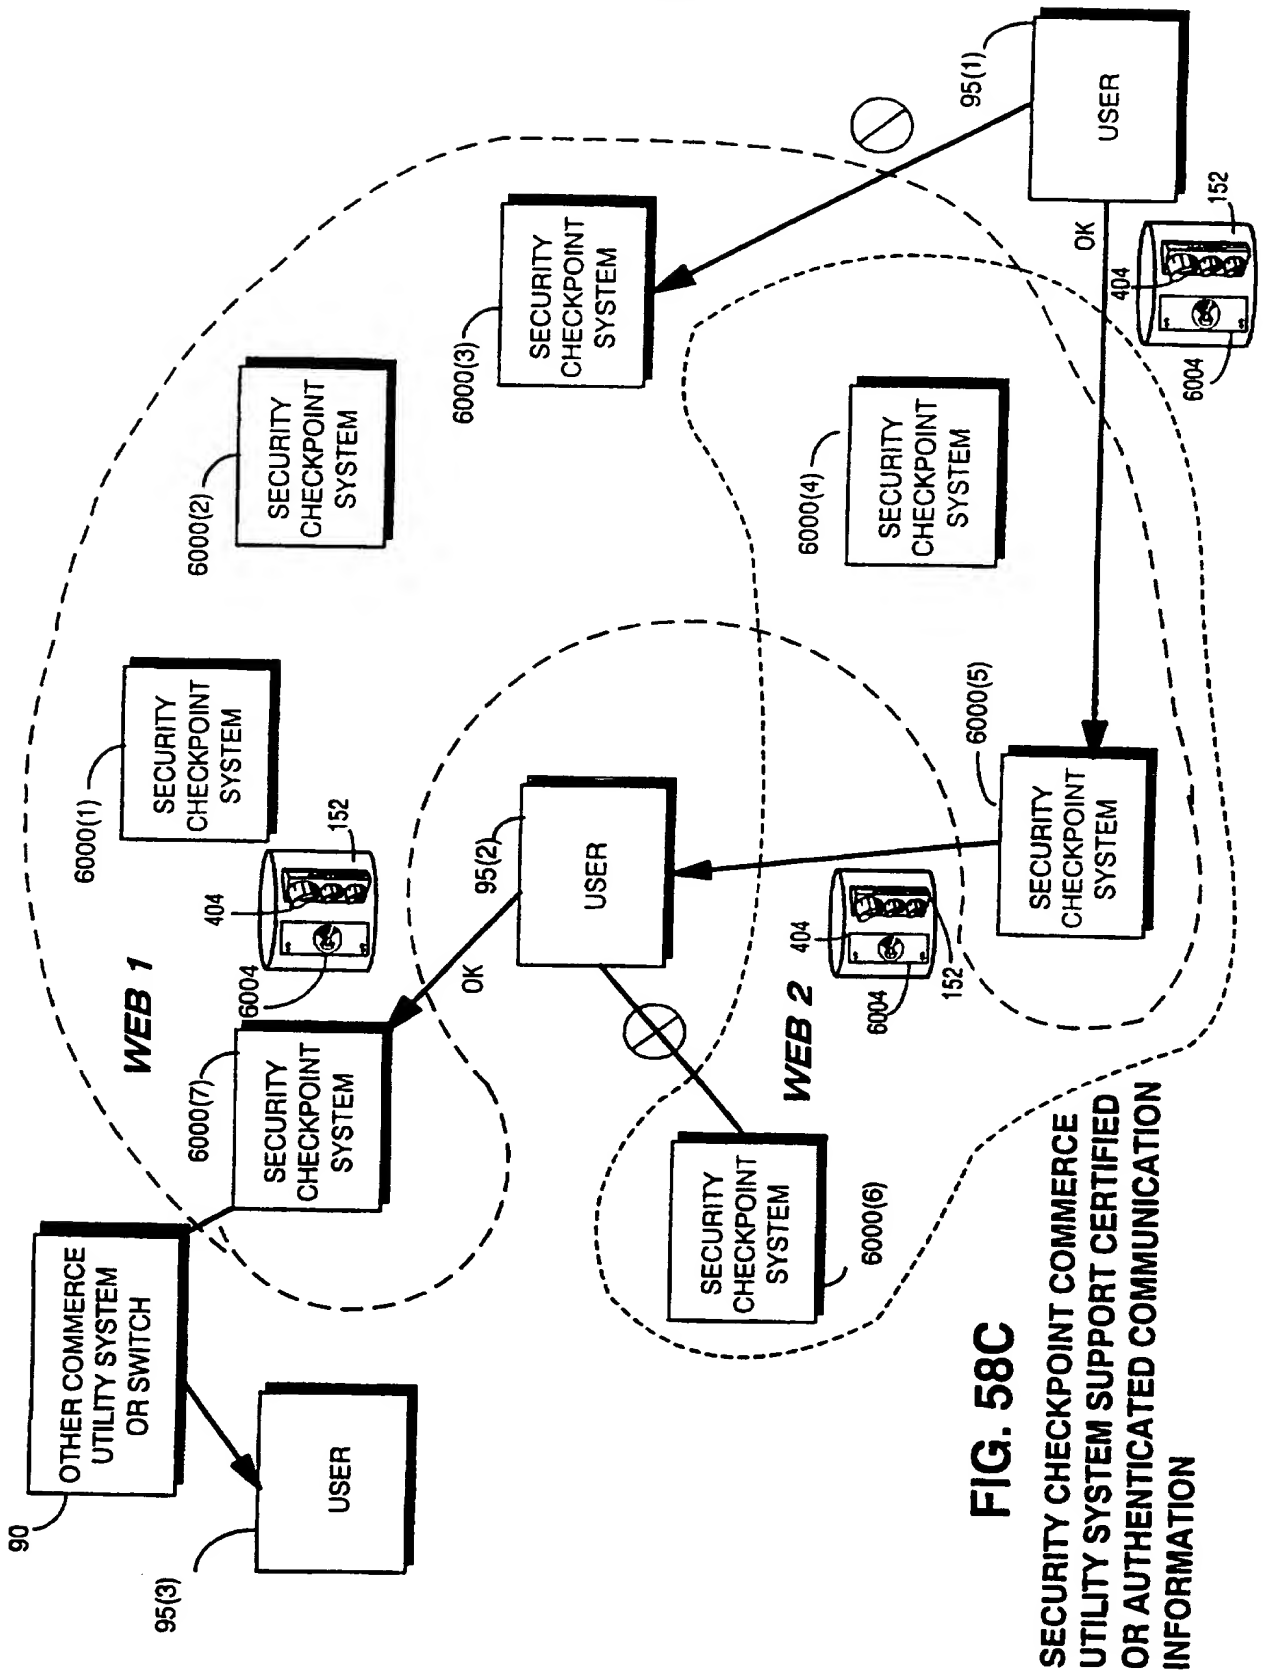 90
OTHER COMMERCE
UTILITY SYSTEM
OR SWITCH
95(3)
USER
WEB 1
6000(7)
SECURITY
CHECKPOINT
SYSTEM
6004
404
152
6000(1)
SECURITY
CHECKPOINT
SYSTEM
6000(2)
SECURITY
CHECKPOINT
SYSTEM
6000(3)
SECURITY
CHECKPOINT
SYSTEM
OK
95(2)
USER
SECURITY
CHECKPOINT
SYSTEM
6000(6)
WEB 2
404
6004
152
6000(4)
SECURITY
CHECKPOINT
SYSTEM
6000(5)
SECURITY
CHECKPOINT
SYSTEM
95(1)
USER
OK
404
6004
152
FIG. 58C
SECURITY CHECKPOINT COMMERCE
UTILITY SYSTEM SUPPORT CERTIFIED
OR AUTHENTICATED COMMUNICATION
INFORMATION